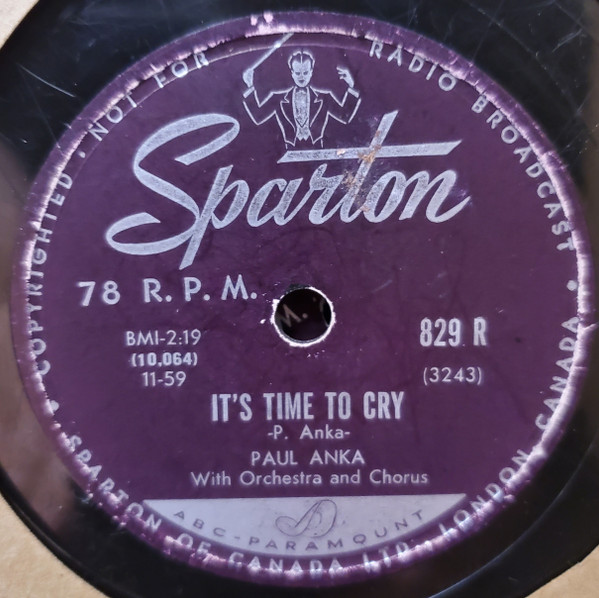 COPYRIGHTED • NOT FOR RADIO BROADCAST •
Sparton
78 R. P. M.
BMI-2:19
(10,064)
11-59
829 R
(3243)
IT'S TIME TO CRY
-P. Anka-
PAUL ANKA
With Orchestra and Chorus
ABC-PARAMOUNT
• SPARTON OF CANADA LTD. LONDON, CANADA